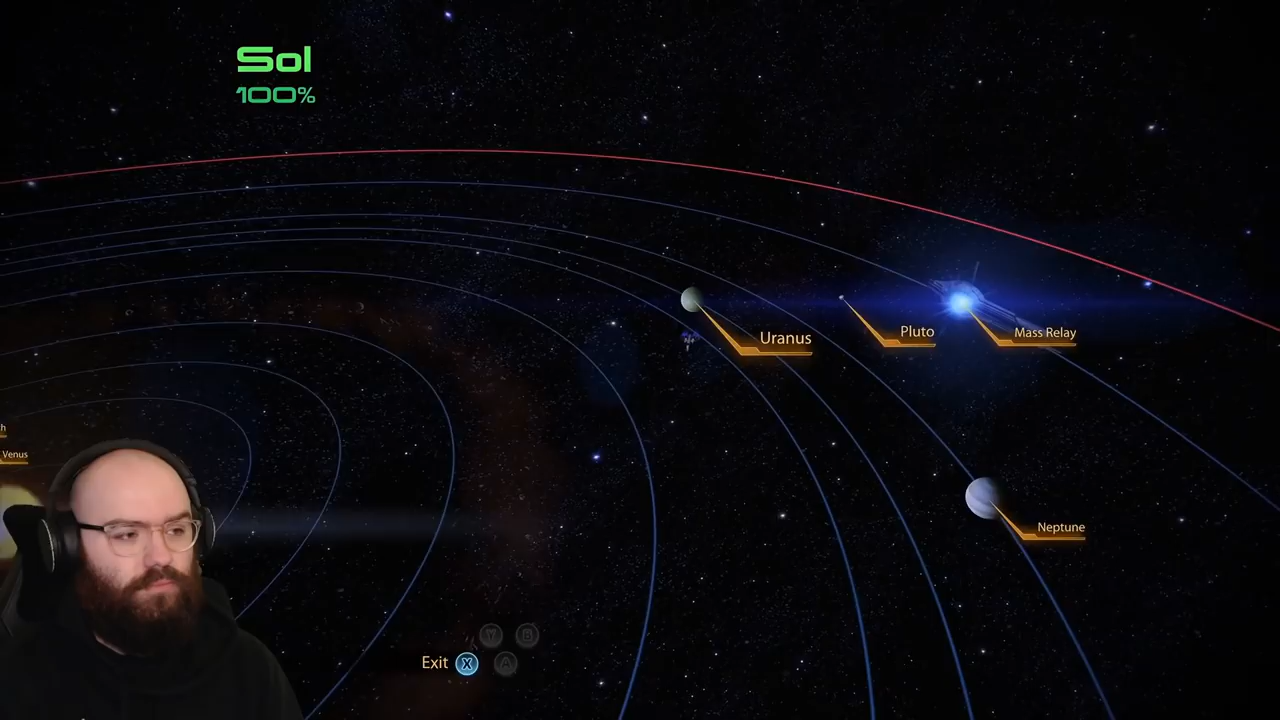 Sol
100%
Uranus
Pluto
Mass Relay
h
Venus
Neptune
Y
B
Exit X
A